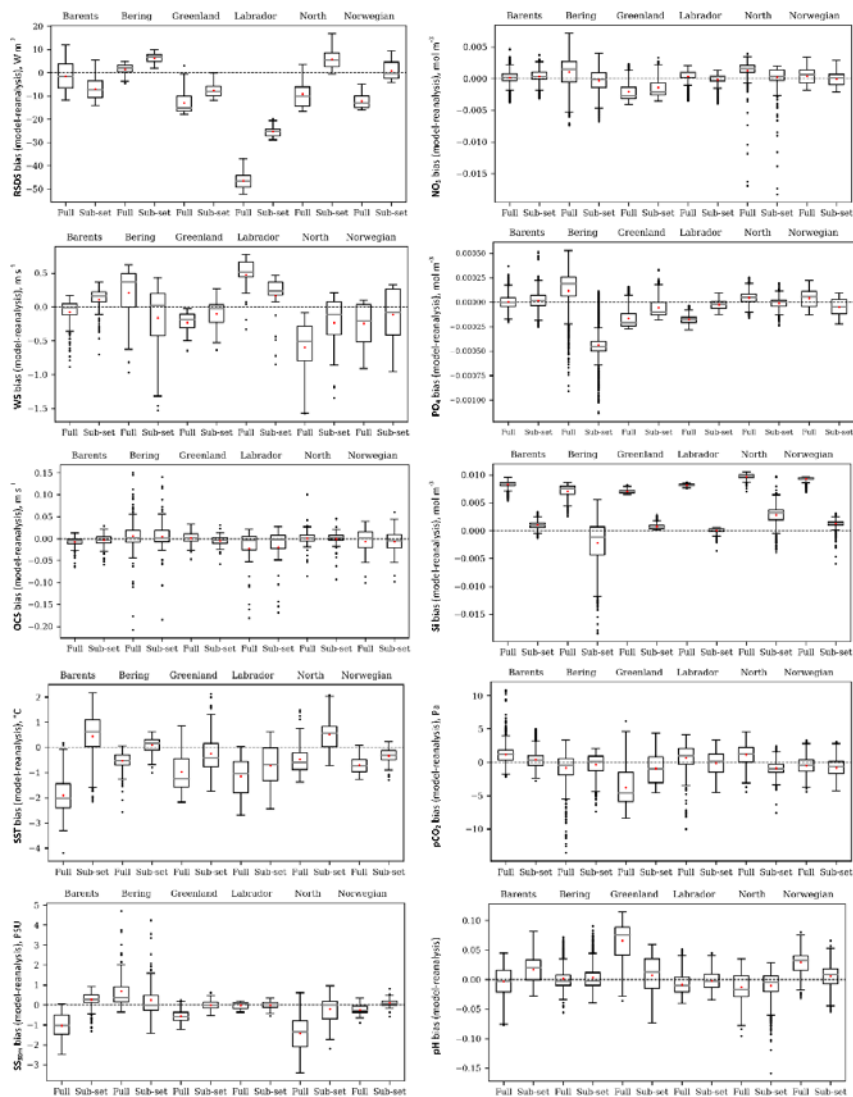 Barents Bering Greenland Labrador North Norwegian
RSDS bias (model-reanalysis), W m⁻²
20
10
0
−10
−20
−30
−40
−50
Full Sub-set Full Sub-set Full Sub-set Full Sub-set Full Sub-set Full Sub-set
Barents Bering Greenland Labrador North Norwegian
NO₃ bias (model-reanalysis), mol m⁻³
0.005
0.000
−0.005
−0.010
−0.015
Full Sub-set Full Sub-set Full Sub-set Full Sub-set Full Sub-set Full Sub-set
Barents Bering Greenland Labrador North Norwegian
WS bias (model-reanalysis), m s⁻¹
0.5
0.0
−0.5
−1.0
−1.5
Full Sub-set Full Sub-set Full Sub-set Full Sub-set Full Sub-set Full Sub-set
Barents Bering Greenland Labrador North Norwegian
PO₄ bias (model-reanalysis), mol m⁻³
0.00350
0.00300
−0.00325
−0.00350
−0.00375
−0.00100
Full Sub-set Full Sub-set Full Sub-set Full Sub-set Full Sub-set Full Sub-set
Barents Bering Greenland Labrador North Norwegian
OCS bias (model-reanalysis), m s⁻¹
0.15
0.10
0.05
0.00
−0.05
−0.10
−0.15
−0.20
Full Sub-set Full Sub-set Full Sub-set Full Sub-set Full Sub-set Full Sub-set
Barents Bering Greenland Labrador North Norwegian
Si bias (model-reanalysis), mol m⁻³
0.010
0.005
0.000
−0.005
−0.010
−0.015
Full Sub-set Full Sub-set Full Sub-set Full Sub-set Full Sub-set Full Sub-set
Barents Bering Greenland Labrador North Norwegian
SST bias (model-reanalysis), °C
2
1
0
−1
−2
−3
−4
Full Sub-set Full Sub-set Full Sub-set Full Sub-set Full Sub-set Full Sub-set
Barents Bering Greenland Labrador North Norwegian
pCO₂ bias (model-reanalysis), Pa
10
5
0
−5
−10
Full Sub-set Full Sub-set Full Sub-set Full Sub-set Full Sub-set Full Sub-set
Barents Bering Greenland Labrador North Norwegian
bias (model-reanalysis), PSU
5
4
3
2
1
0
−1
−2
−3
Full Sub-set Full Sub-set Full Sub-set Full Sub-set Full Sub-set Full Sub-set
Barents Bering Greenland Labrador North Norwegian
pH bias (model-reanalysis)
0.10
0.05
0.00
−0.05
−0.10
−0.15
Full Sub-set Full Sub-set Full Sub-set Full Sub-set Full Sub-set Full Sub-set